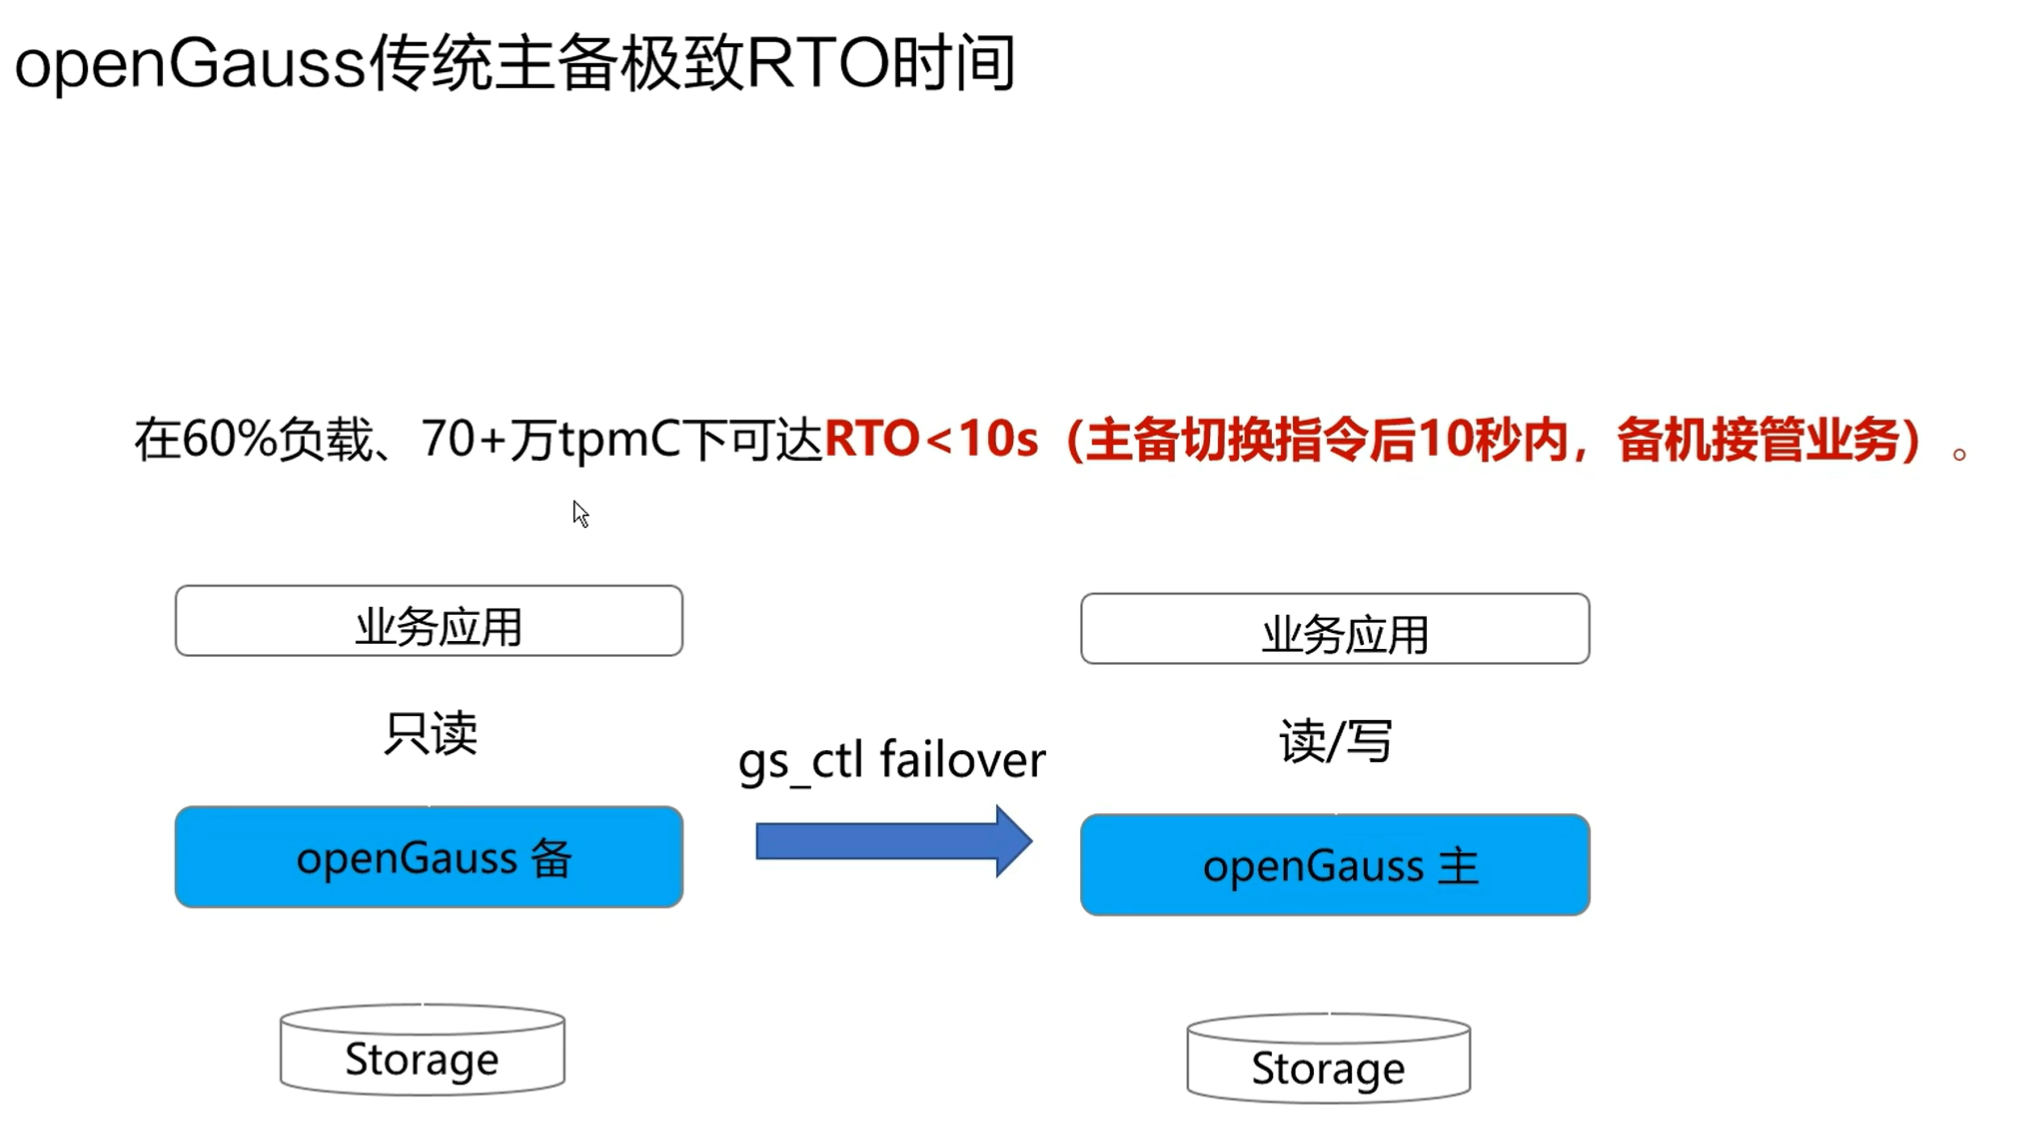 openGauss传统主备极致RTO时间
在60%负载、70+万tpmC下可达RTO<10s（主备切换指令后10秒内，备机接管业务）。
业务应用
只读
openGauss 备
Storage
gs_ctl failover
业务应用
读/写
openGauss 主
Storage